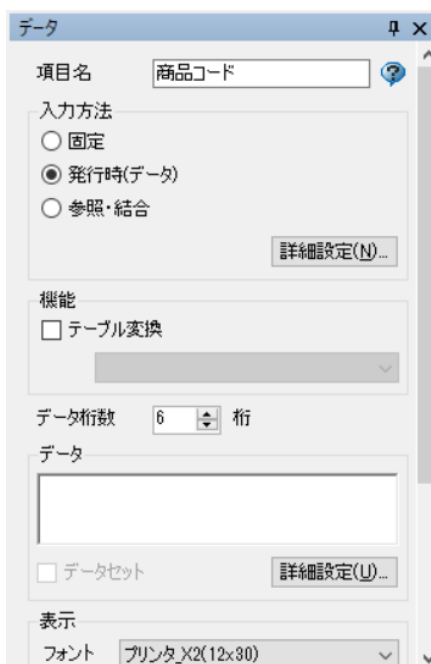 データ
項目名 商品コード
入力方法
固定
発行時(データ)
参照・結合
詳細設定(N)...
機能
テーブル変換
データ桁数 6 桁
データ
データセット 詳細設定(U)...
表示
フォント プリンタ_X2(12x30)